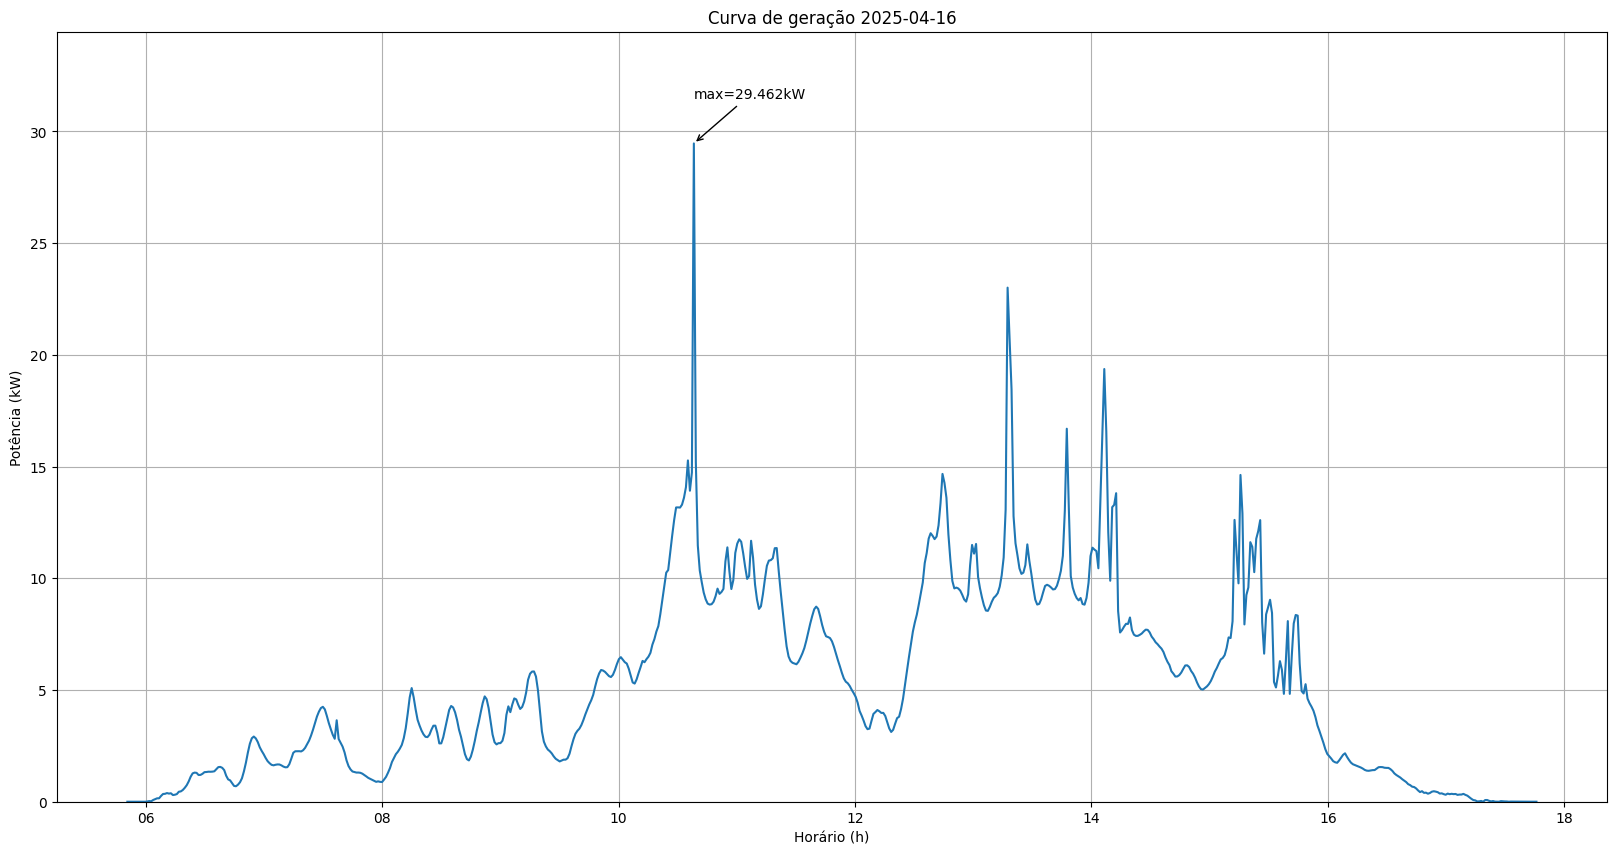 Curva de geração 2025-04-16
max=29.462kW
30
25
20
15
10
5
0
Potência (kW)
06 08 10 12 14 16 18
Horário (h)